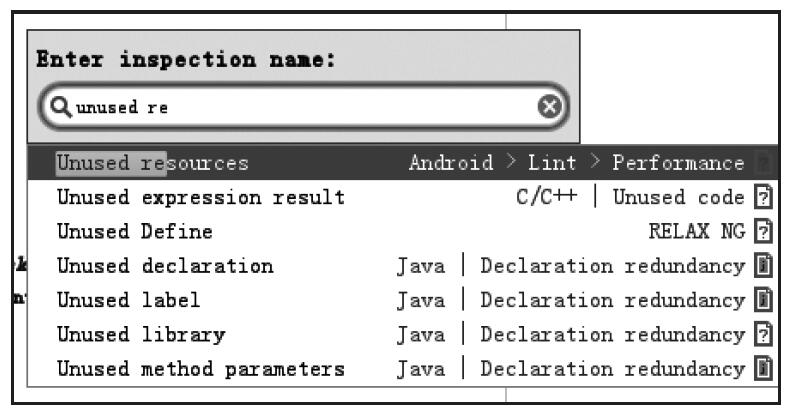 Enter inspection name:
unused re
Unused resources Android > Lint > Performance
Unused expression result C/C++ | Unused code
Unused Define RELAX NG
Unused declaration Java | Declaration redundancy
Unused label Java | Declaration redundancy
Unused library Java | Declaration redundancy
Unused method parameters Java | Declaration redundancy